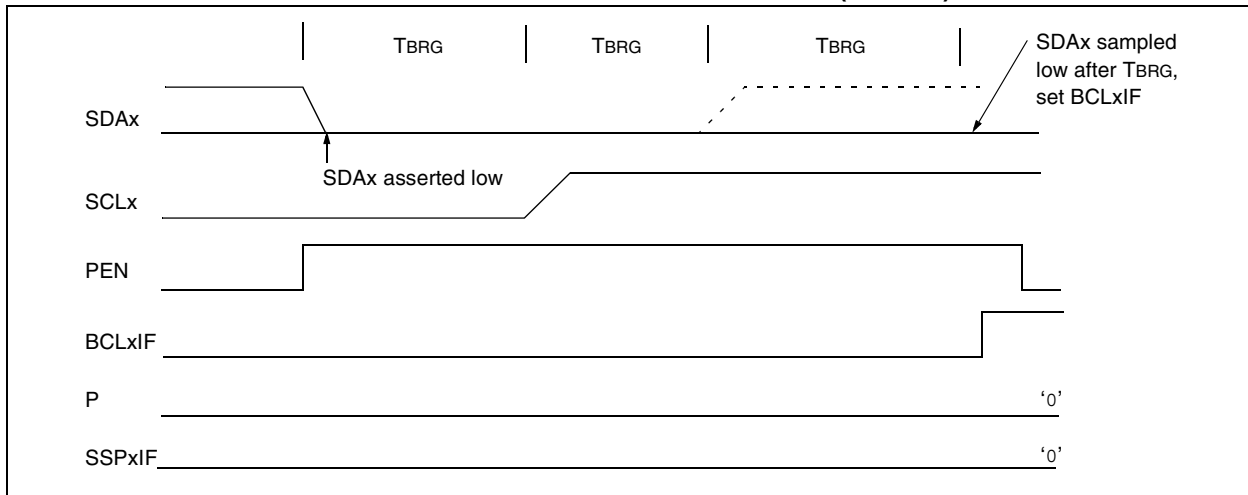 TBRG TBRG TBRG
SDAx sampled
low after TBRG,
set BCLxIF
SDAx
SDAx asserted low
SCLx
PEN
BCLxIF
P
‘0’
SSPxIF
‘0’